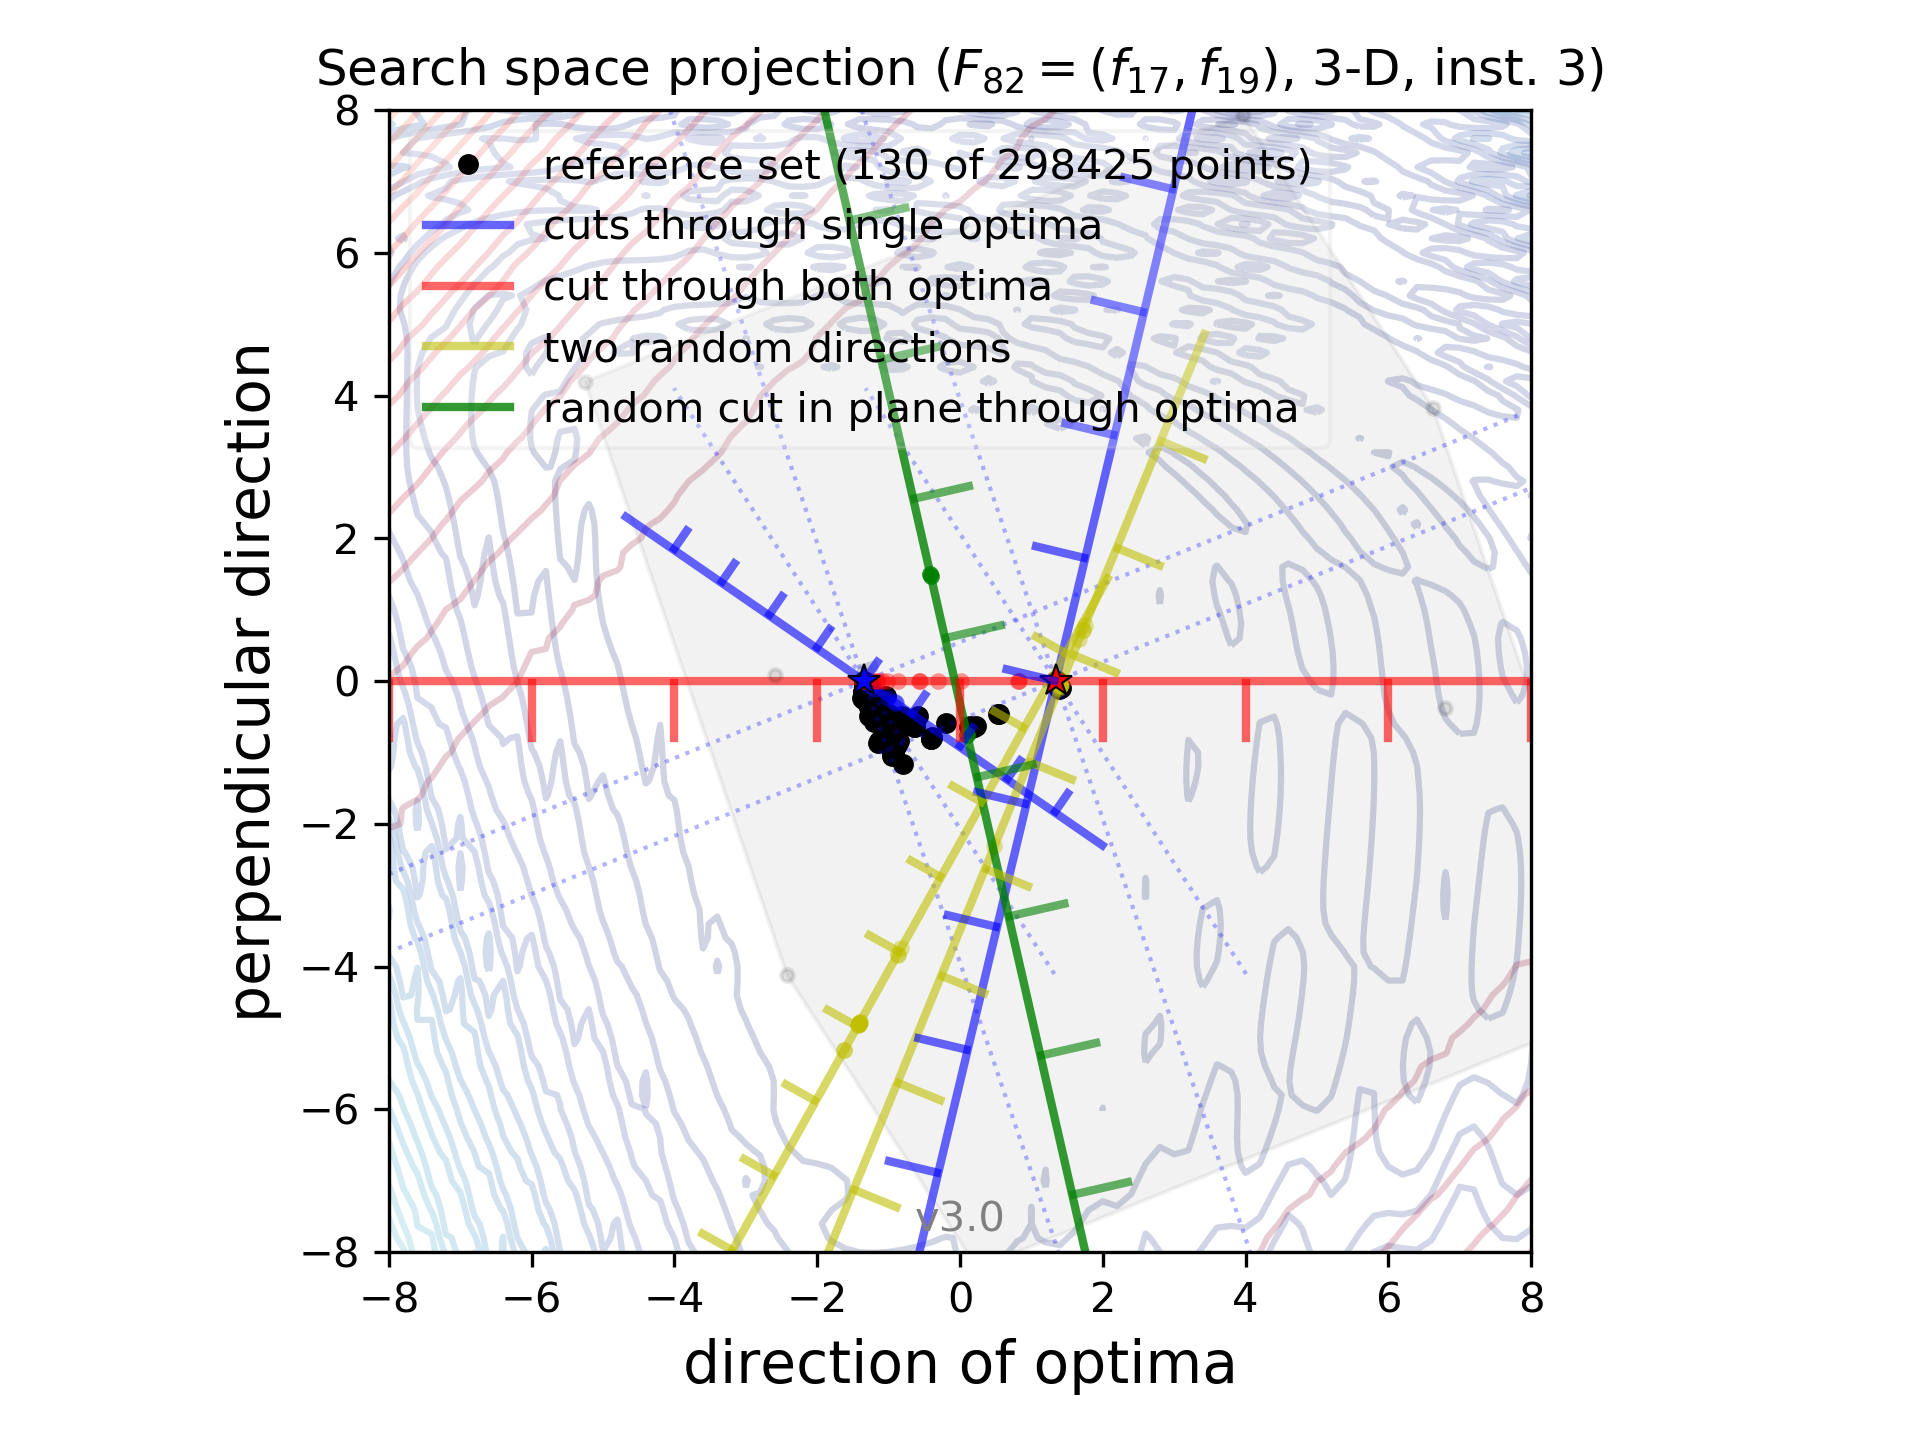 Search space projection (F82 = (f17, f19), 3-D, inst. 3)
8
6
4
2
0
−2
−4
−6
−8
perpendicular direction
reference set (130 of 298425 points)
cuts through single optima
cut through both optima
two random directions
random cut in plane through optima
v3.0
−8 −6 −4 −2 0 2 4 6 8
direction of optima